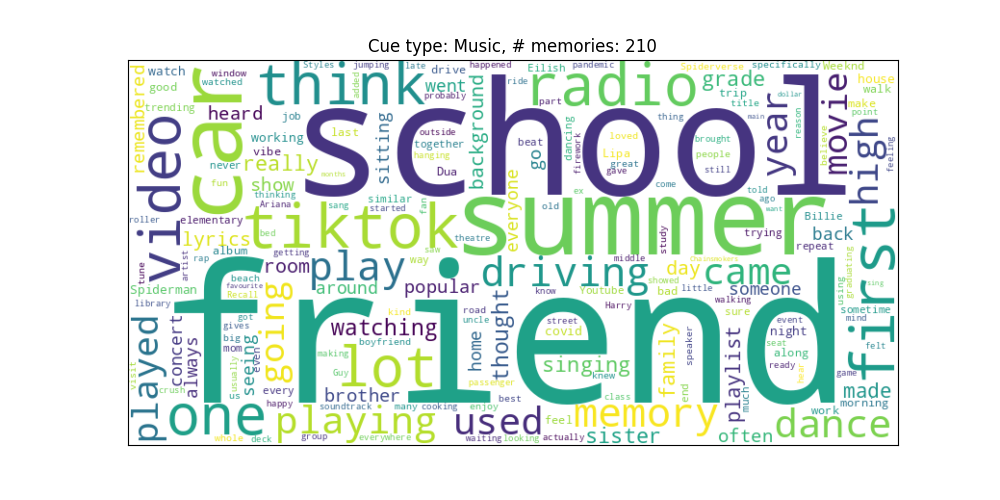 Cue type: Music, # memories: 210
remembered
watch
window
watched
good
trending
car
think
Styles
jumping
late
added
happened
pandemic
Eilish
Spiderverse
specifically
Weeknd
drive
went
probably
ride
radio
grade
house
walk
trip
title
dollar
make
point
movie
year
high
reason
believe
feeling
heard
job
working
vibe
never
really
last
sitting
school
outside
together
hanging
Dua
background
part
beat
go
dancing
firework
thing
loved
Lipa
great
gave
brought
people
still
main
video
show
fun
thinking
months
similar
started
fan
everyone
old
ex
come
told
ago
want
Billie
back
roller
elementary
Ariana
sang
tiktok
summer
study
trying
repeat
lyrics
rap
album
bed
saw
way
theatre
tune
artist
getting
room
play
popular
driving
middle
Chainsmokers
showed
day
came
first
graduating
using
sing
Spiderman
beach
favourite
Recall
library
around
know
Youtube
Harry
bad
little
someone
walking
sure
sometime
mind
felt
played
concert
always
got
gives
big
mom
even
going
friend
watching
kind
boyfriend
road
uncle
home
thought
street
covid
speaker
family
playlist
event
night
seat
along
ready
hear
game
visit
crush
usually
us
seeing
making
Guy
lot
passenger
singing
knew
class
end
much
made
morning
every
happy
brother
soundtrack
many
cooking
enjoy
best
feel
memory
work
one
playing
used
dance
whole
deck
group
everywhere
waiting
looking
actually
sister
often